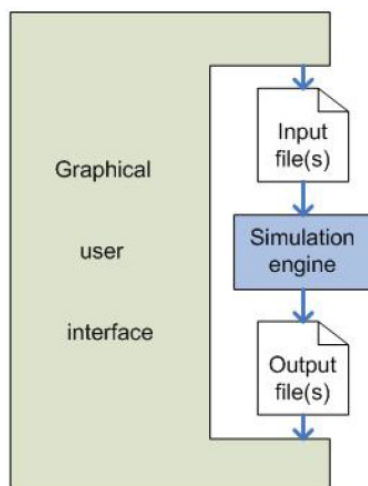 Graphical
user
interface
Input
file(s)
Simulation
engine
Output
file(s)